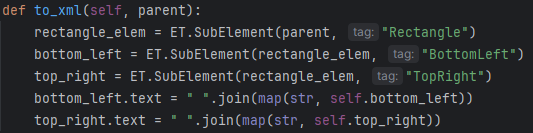 def to_xml(self, parent):
    rectangle_elem = ET.SubElement(parent, tag: "Rectangle")
    bottom_left = ET.SubElement(rectangle_elem, tag: "BottomLeft")
    top_right = ET.SubElement(rectangle_elem, tag: "TopRight")
    bottom_left.text = " ".join(map(str, self.bottom_left))
    top_right.text = " ".join(map(str, self.top_right))